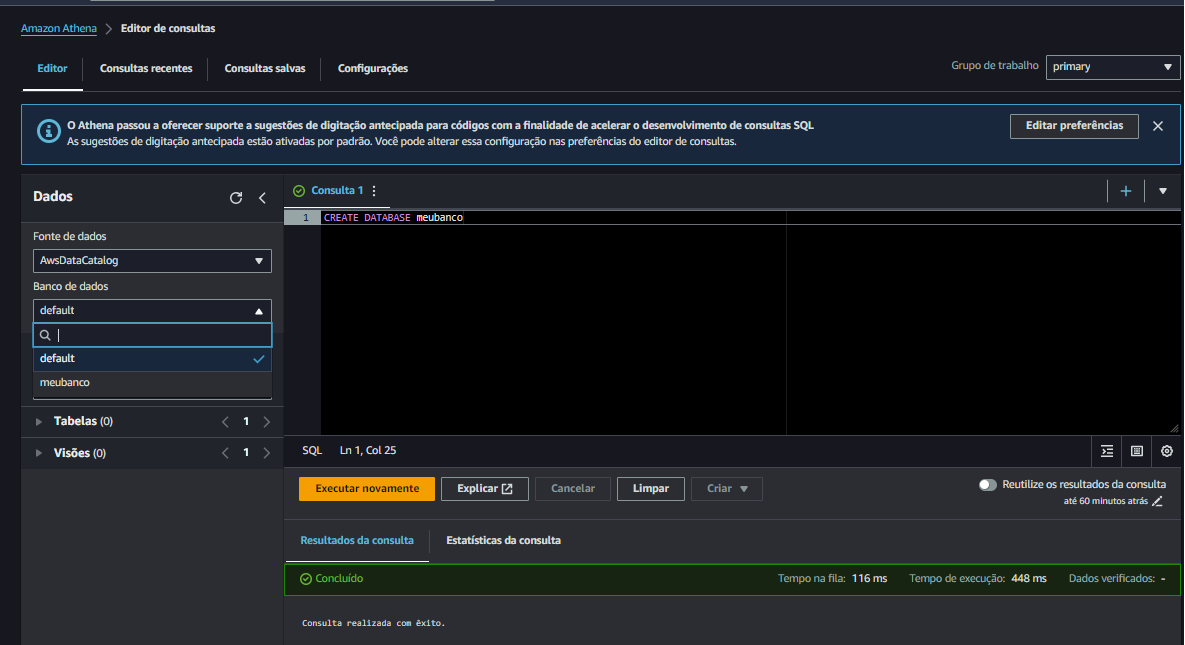 Amazon Athena > Editor de consultas
Editor Consultas recentes Consultas salvas Configurações Grupo de trabalho primary
O Athena passou a oferecer suporte a sugestões de digitação antecipada para códigos com a finalidade de acelerar o desenvolvimento de consultas SQL
As sugestões de digitação antecipada estão ativadas por padrão. Você pode alterar essa configuração nas preferências do editor de consultas.
Editar preferências
Dados
Fonte de dados
AwsDataCatalog
Banco de dados
default
default
meubanco
Tabelas (0) 1
Visões (0) 1
Consulta 1
1 CREATE DATABASE meubanco
SQL Ln 1, Col 25
Executar novamente Explicar Cancelar Limpar Criar
Reutilize os resultados da consulta
até 60 minutos atrás
Resultados da consulta Estatísticas da consulta
Concluído Tempo na fila: 116 ms Tempo de execução: 448 ms Dados verificados: -
Consulta realizada com êxito.